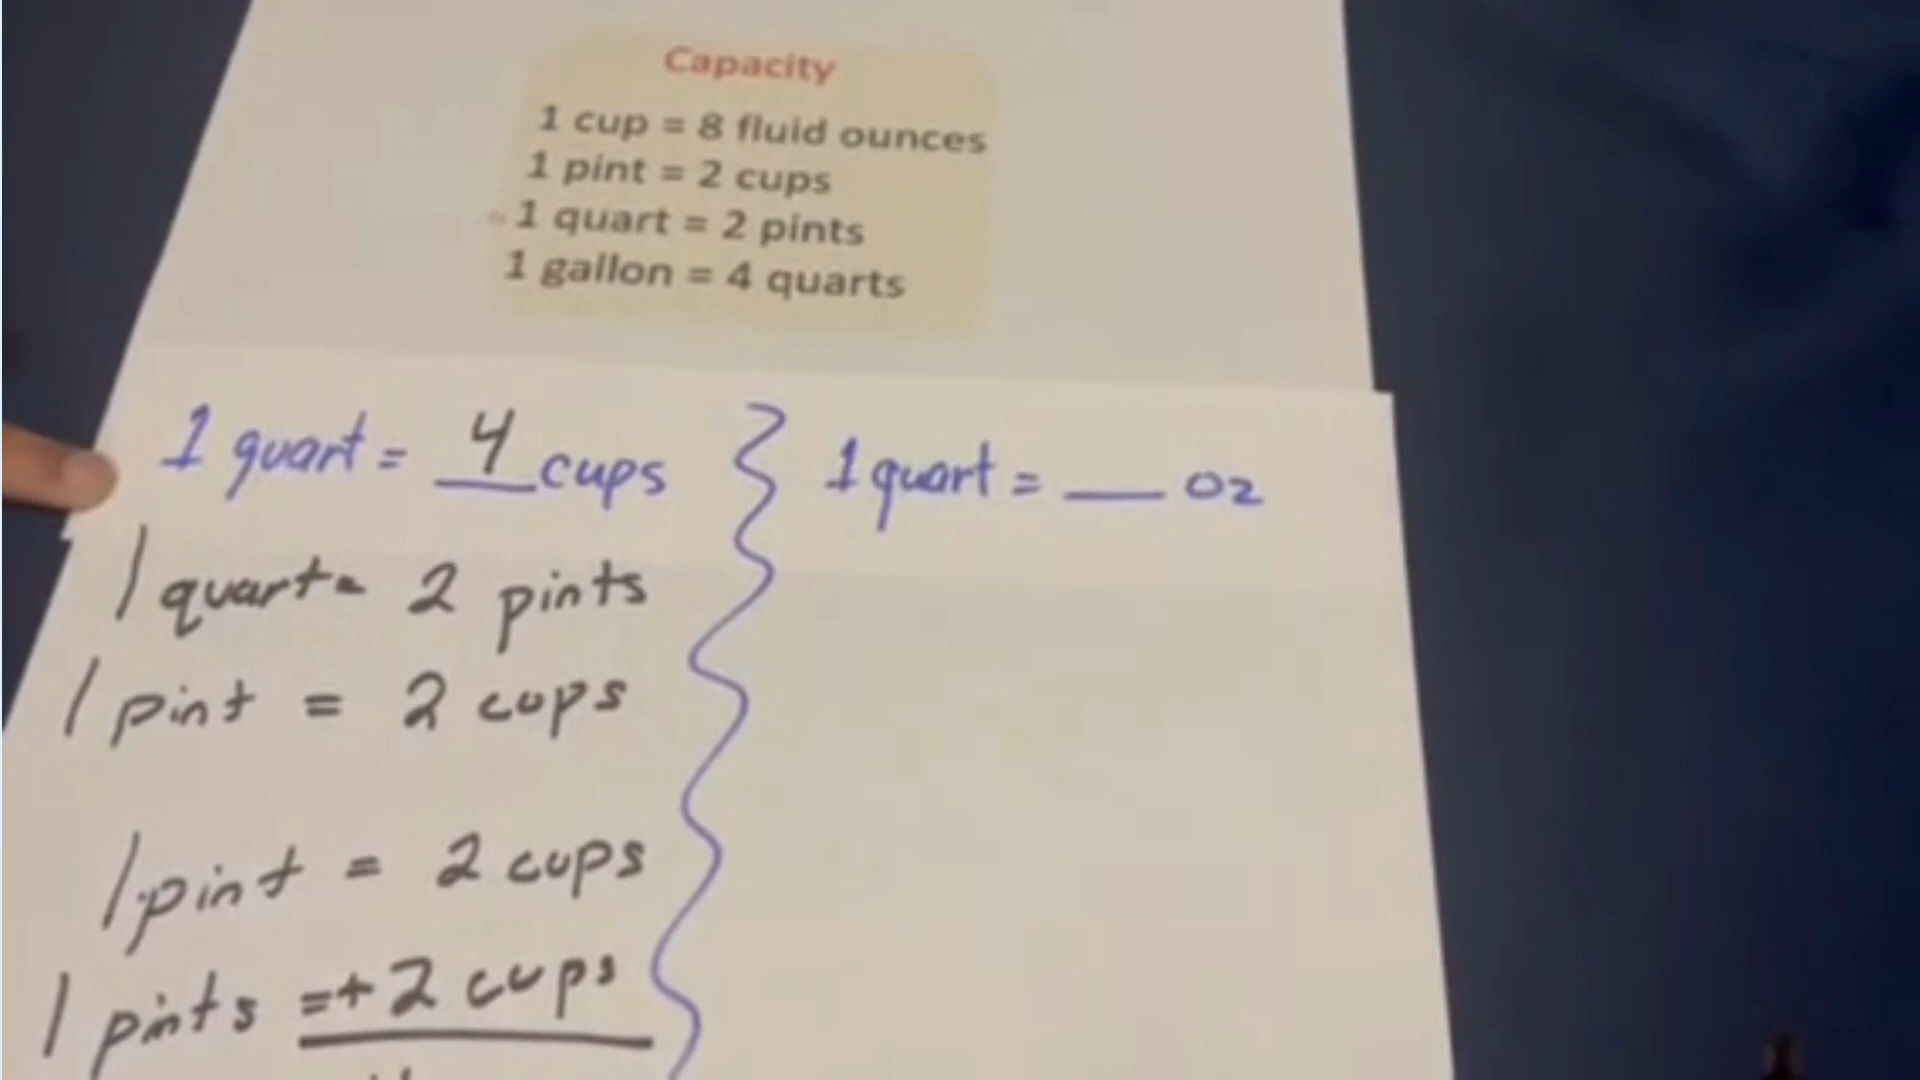 Capacity
1 cup = 8 fluid ounces
1 pint = 2 cups
1 quart = 2 pints
1 gallon = 4 quarts
1 quart = 4 cups
1 quart = __ oz
1 quart = 2 pints
1 pint = 2 cups
1 pint = 2 cups
1 pints =+ 2 cups